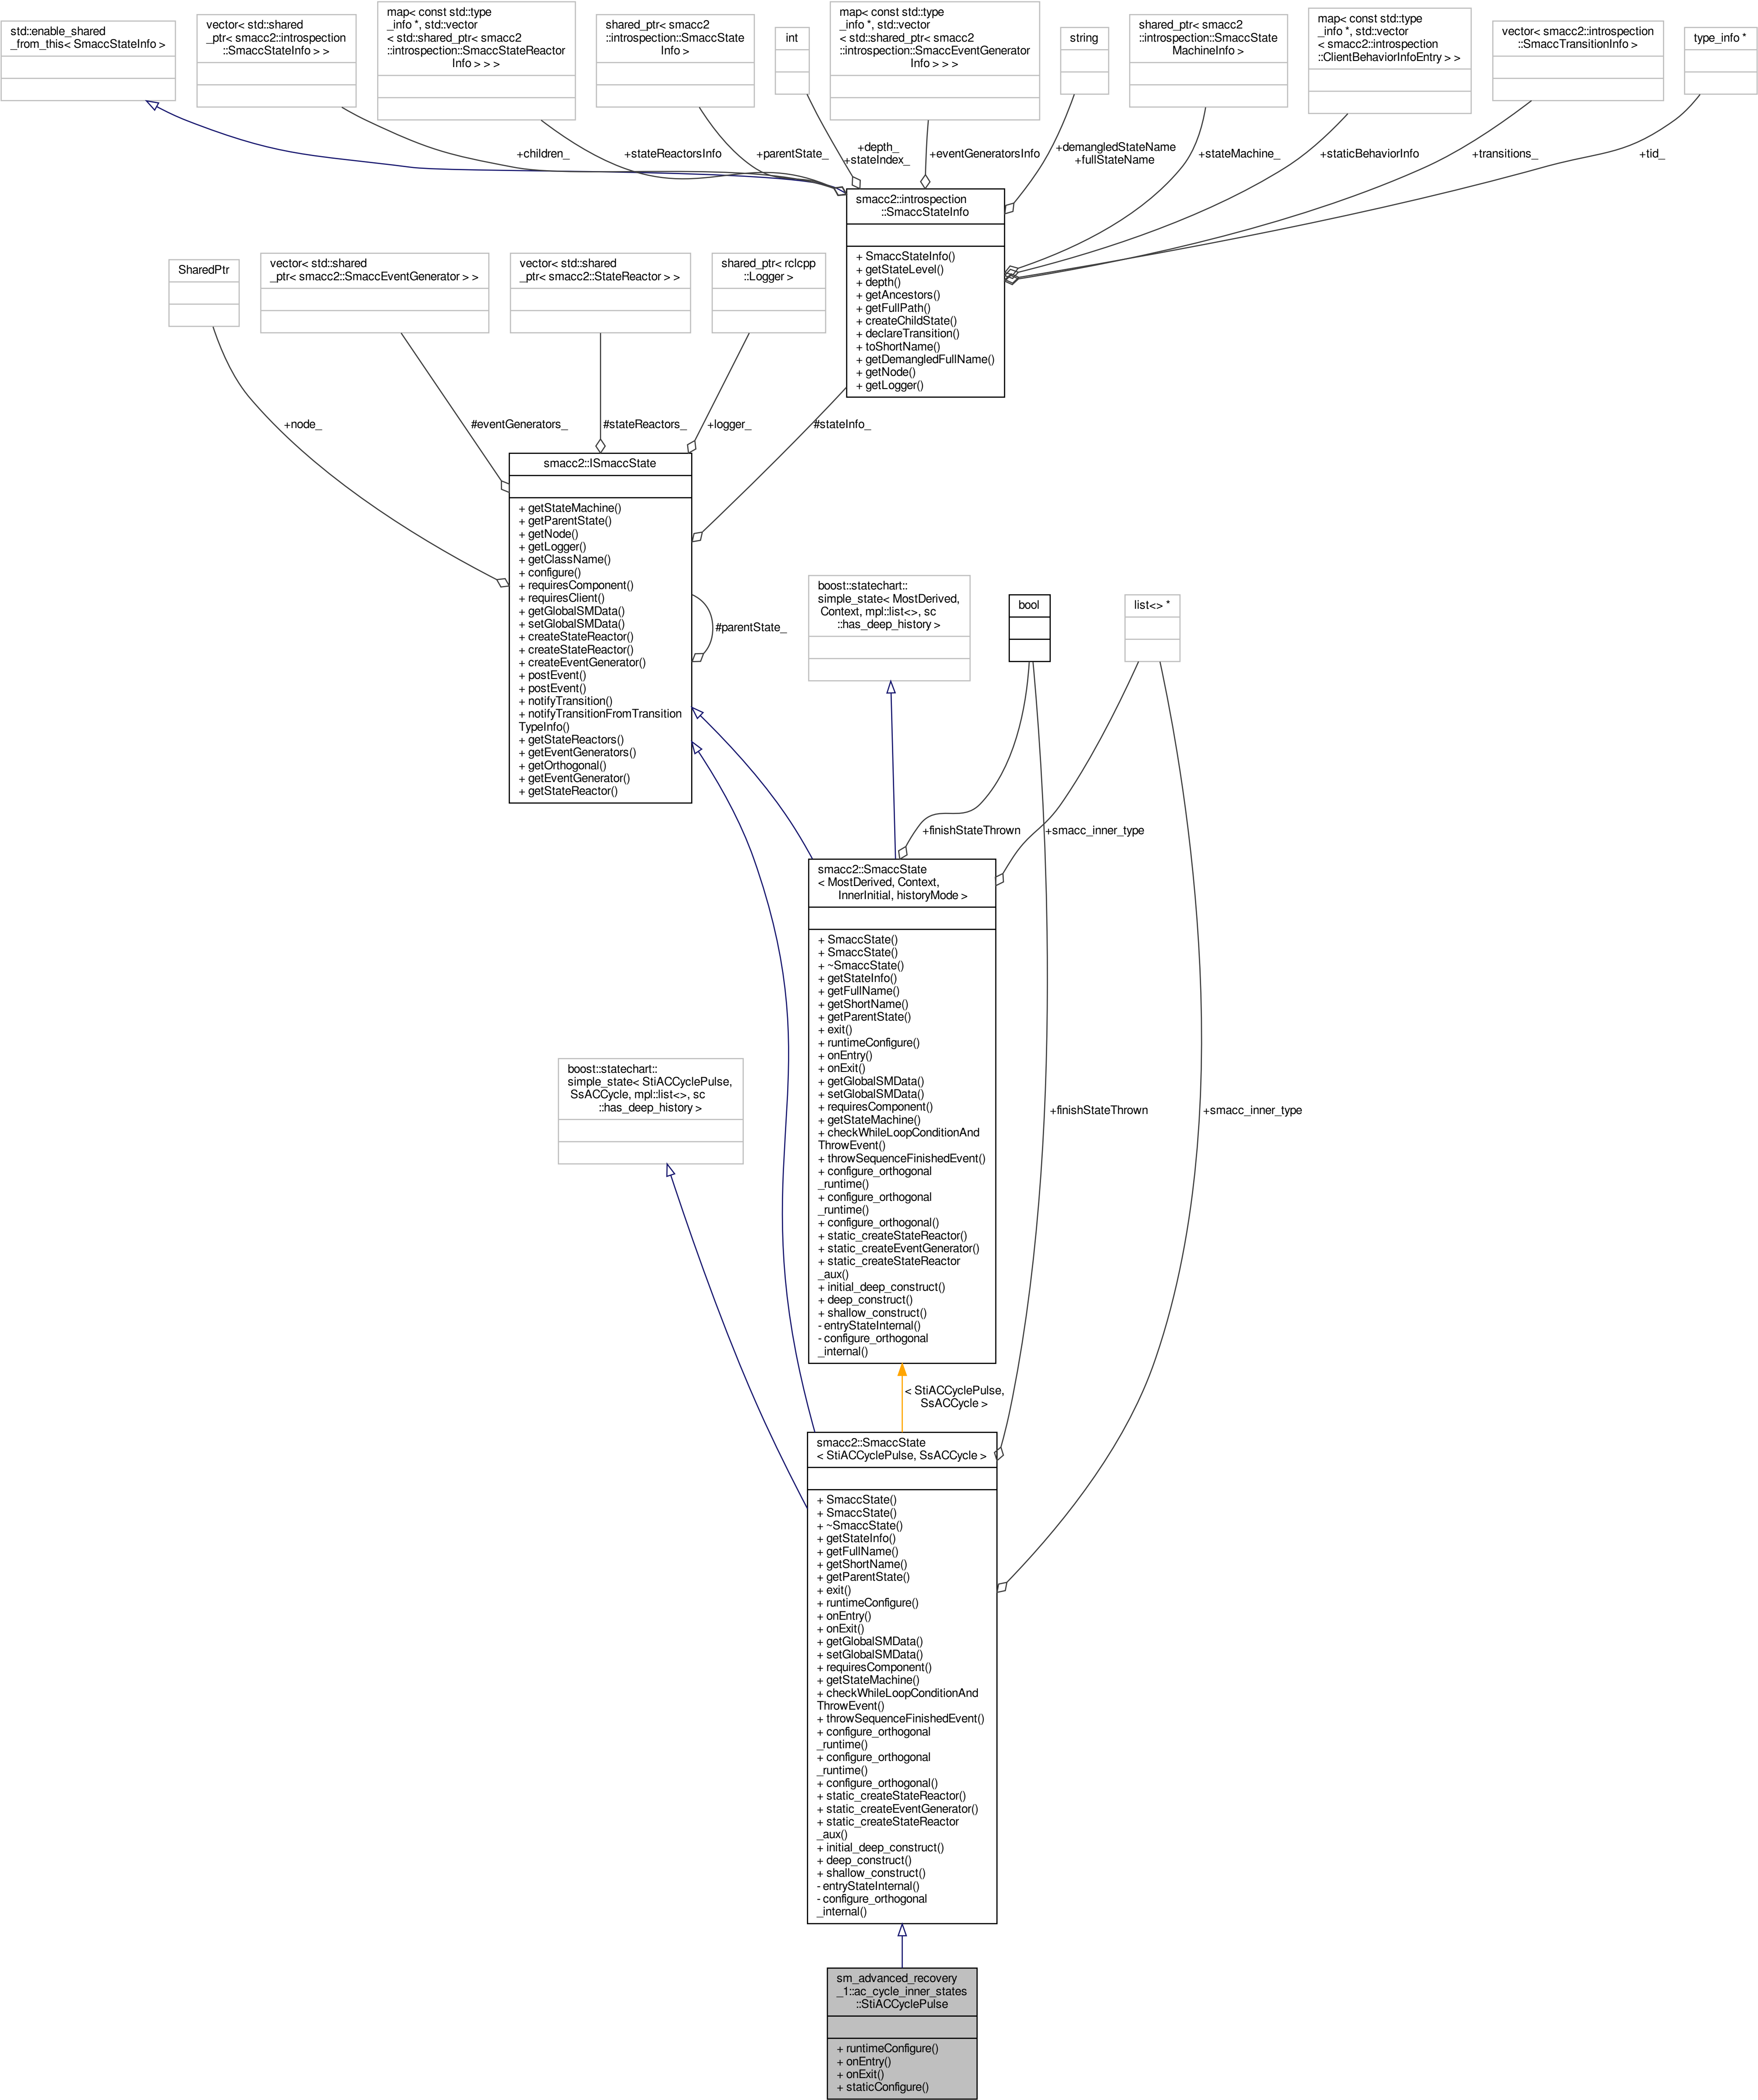 std::enable_shared
_from_this< SmaccStateInfo >
vector< std::shared
_ptr< smacc2::introspection
::SmaccStateInfo > >
map< const std::type
_info *, std::vector
< std::shared_ptr< smacc2
::introspection::SmaccStateReactor
Info > > >
shared_ptr< smacc2
::introspection::SmaccState
Info >
int
map< const std::type
_info *, std::vector
< std::shared_ptr< smacc2
::introspection::SmaccEventGenerator
Info > > >
string
shared_ptr< smacc2
::introspection::SmaccState
MachineInfo >
map< const std::type
_info *, std::vector
< smacc2::introspection
::ClientBehaviorInfoEntry > >
vector< smacc2::introspection
::SmaccTransitionInfo >
type_info *
+children_
+stateReactorsInfo
+parentState_
+depth_
+stateIndex_
+eventGeneratorsInfo
+demangledStateName
+fullStateName
+stateMachine_
+staticBehaviorInfo
+transitions_
+tid_
smacc2::introspection
::SmaccStateInfo
+ SmaccStateInfo()
+ getStateLevel()
+ depth()
+ getAncestors()
+ getFullPath()
+ createChildState()
+ declareTransition()
+ toShortName()
+ getDemangledFullName()
+ getNode()
+ getLogger()
SharedPtr
vector< std::shared
_ptr< smacc2::SmaccEventGenerator > >
vector< std::shared
_ptr< smacc2::StateReactor > >
shared_ptr< rclcpp
::Logger >
+node_
#eventGenerators_
#stateReactors_
+logger_
#stateInfo_
smacc2::ISmaccState
+ getStateMachine()
+ getParentState()
+ getNode()
+ getLogger()
+ getClassName()
+ configure()
+ requiresComponent()
+ requiresClient()
+ getGlobalSMData()
+ setGlobalSMData()
+ createStateReactor()
+ createStateReactor()
+ createEventGenerator()
+ postEvent()
+ postEvent()
+ notifyTransition()
+ notifyTransitionFromTransition
TypeInfo()
+ getStateReactors()
+ getEventGenerators()
+ getOrthogonal()
+ getEventGenerator()
+ getStateReactor()
#parentState_
boost::statechart::
simple_state< MostDerived,
Context, mpl::list<>, sc
::has_deep_history >
bool
list<> *
+finishStateThrown
+smacc_inner_type
smacc2::SmaccState
< MostDerived, Context,
InnerInitial, historyMode >
+ SmaccState()
+ SmaccState()
+ ~SmaccState()
+ getStateInfo()
+ getFullName()
+ getShortName()
+ getParentState()
+ exit()
+ runtimeConfigure()
+ onEntry()
+ onExit()
+ getGlobalSMData()
+ setGlobalSMData()
+ requiresComponent()
+ getStateMachine()
+ checkWhileLoopConditionAnd
ThrowEvent()
+ throwSequenceFinishedEvent()
+ configure_orthogonal
_runtime()
+ configure_orthogonal
_runtime()
+ configure_orthogonal()
+ static_createStateReactor()
+ static_createEventGenerator()
+ static_createStateReactor
_aux()
+ initial_deep_construct()
+ deep_construct()
+ shallow_construct()
- entryStateInternal()
- configure_orthogonal
_internal()
boost::statechart::
simple_state< StiACCyclePulse,
SsACCycle, mpl::list<>, sc
::has_deep_history >
+finishStateThrown
+smacc_inner_type
< StiACCyclePulse,
SsACCycle >
smacc2::SmaccState
< StiACCyclePulse, SsACCycle >
+ SmaccState()
+ SmaccState()
+ ~SmaccState()
+ getStateInfo()
+ getFullName()
+ getShortName()
+ getParentState()
+ exit()
+ runtimeConfigure()
+ onEntry()
+ onExit()
+ getGlobalSMData()
+ setGlobalSMData()
+ requiresComponent()
+ getStateMachine()
+ checkWhileLoopConditionAnd
ThrowEvent()
+ throwSequenceFinishedEvent()
+ configure_orthogonal
_runtime()
+ configure_orthogonal
_runtime()
+ configure_orthogonal()
+ static_createStateReactor()
+ static_createEventGenerator()
+ static_createStateReactor
_aux()
+ initial_deep_construct()
+ deep_construct()
+ shallow_construct()
- entryStateInternal()
- configure_orthogonal
_internal()
sm_advanced_recovery
_1::ac_cycle_inner_states
::StiACCyclePulse
+ runtimeConfigure()
+ onEntry()
+ onExit()
+ staticConfigure()